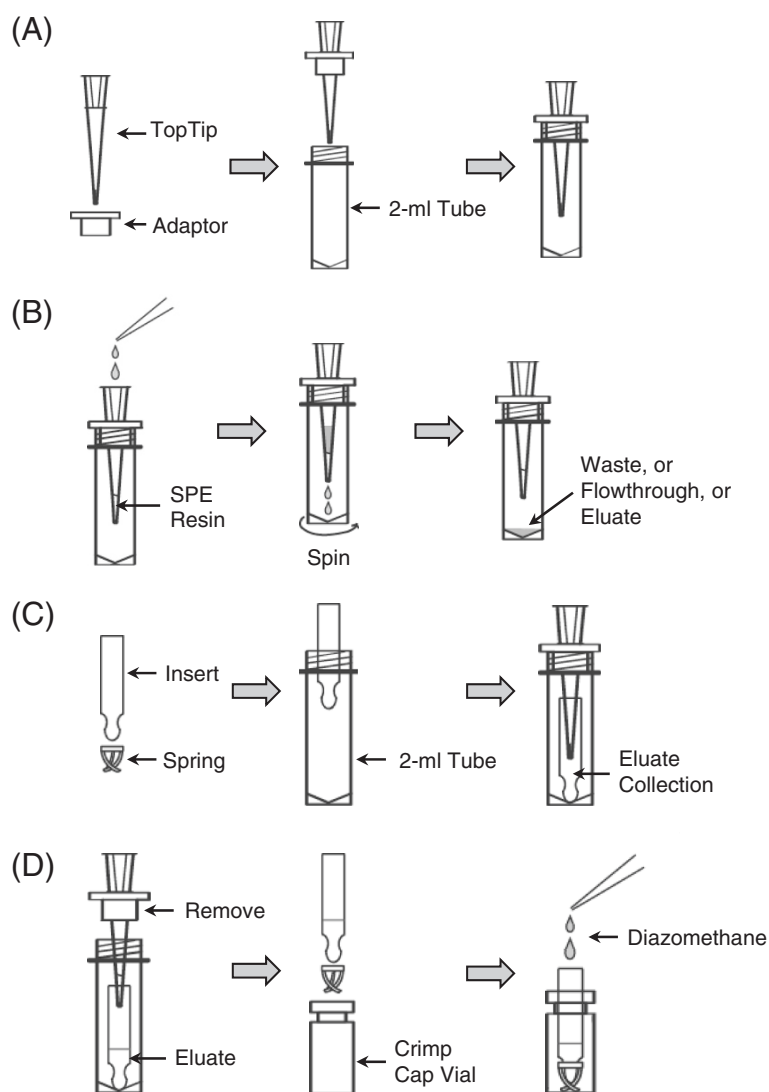 (A)
TopTip
Adaptor
2-ml Tube
(B)
SPE
Resin
Spin
Waste, or
Flowthrough, or
Eluate
(C)
Insert
Spring
2-ml Tube
Eluate
Collection
(D)
Remove
Eluate
Crimp
Cap Vial
Diazomethane